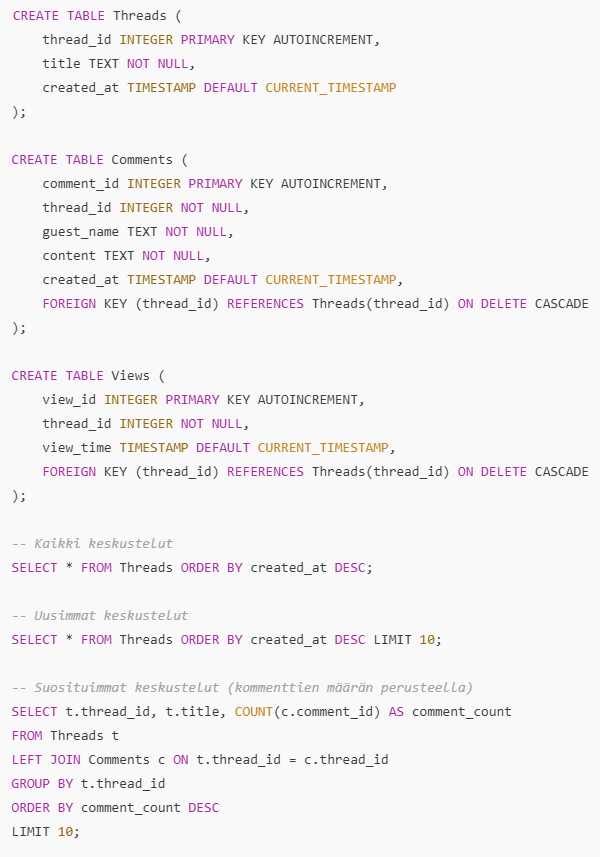 CREATE TABLE Threads (
    thread_id INTEGER PRIMARY KEY AUTOINCREMENT,
    title TEXT NOT NULL,
    created_at TIMESTAMP DEFAULT CURRENT_TIMESTAMP
);

CREATE TABLE Comments (
    comment_id INTEGER PRIMARY KEY AUTOINCREMENT,
    thread_id INTEGER NOT NULL,
    guest_name TEXT NOT NULL,
    content TEXT NOT NULL,
    created_at TIMESTAMP DEFAULT CURRENT_TIMESTAMP,
    FOREIGN KEY (thread_id) REFERENCES Threads(thread_id) ON DELETE CASCADE
);

CREATE TABLE Views (
    view_id INTEGER PRIMARY KEY AUTOINCREMENT,
    thread_id INTEGER NOT NULL,
    view_time TIMESTAMP DEFAULT CURRENT_TIMESTAMP,
    FOREIGN KEY (thread_id) REFERENCES Threads(thread_id) ON DELETE CASCADE
);

-- Kaikki keskustelut
SELECT * FROM Threads ORDER BY created_at DESC;

-- Uusimmat keskustelut
SELECT * FROM Threads ORDER BY created_at DESC LIMIT 10;

-- Suosituimmat keskustelut (kommenttien määrän perusteella)
SELECT t.thread_id, t.title, COUNT(c.comment_id) AS comment_count
FROM Threads t
LEFT JOIN Comments c ON t.thread_id = c.thread_id
GROUP BY t.thread_id
ORDER BY comment_count DESC
LIMIT 10;